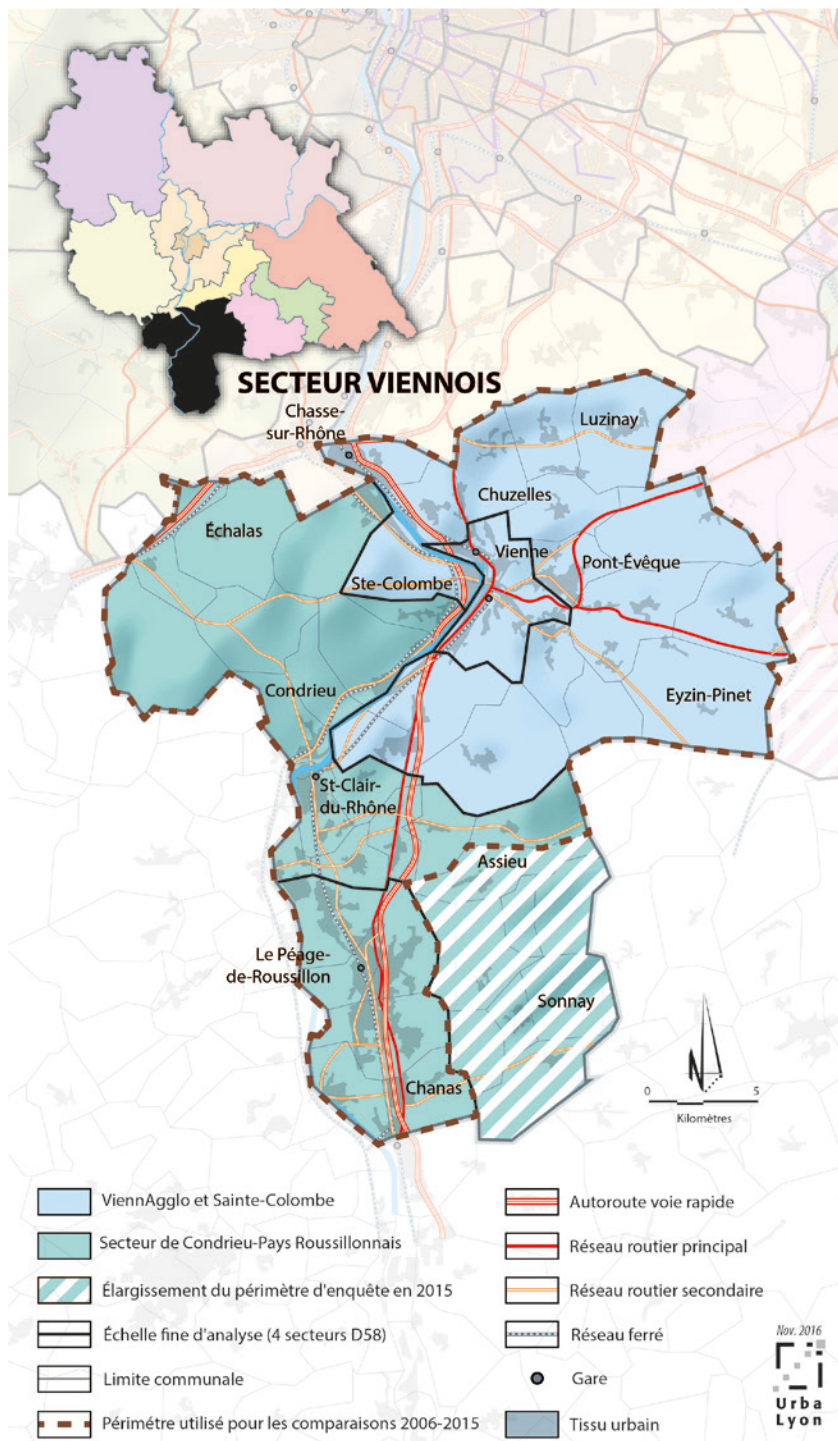 SECTEUR VIENNOIS
Chasse-
sur-Rhône
Luzinay
Chuzelles
Échalas
Vienne
Pont-Évêque
Ste-Colombe
Condrieu
Eyzin-Pinet
St-Clair-
du-Rhône
Assieu
Le Péage-
de-Roussillon
Sonnay
Chanas
N
0 5
Kilomètres
ViennAgglo et Sainte-Colombe
Secteur de Condrieu-Pays Roussillonnais
Élargissement du périmètre d'enquête en 2015
Échelle fine d'analyse (4 secteurs D58)
Limite communale
Périmétre utilisé pour les comparaisons 2006-2015
Autoroute voie rapide
Réseau routier principal
Réseau routier secondaire
Réseau ferré
Gare
Tissu urbain
Nov. 2016
Urba
Lyon